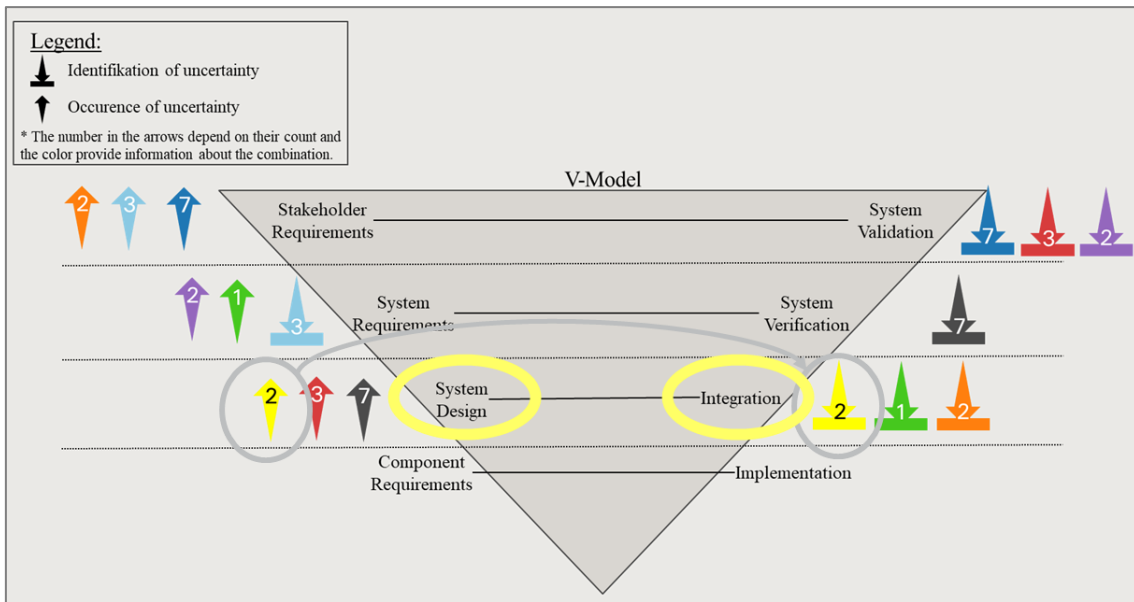 Legend:
Identifikation of uncertainty
Occurence of uncertainty
* The number in the arrows depend on their count and
the color provide information about the combination.
V-Model
2 3 7
Stakeholder
Requirements
System
Validation
7 3 2
2 1 3
System
Requirements
System
Verification
7
2 3 7
System
Design
Integration
2 1 2
Component
Requirements
Implementation